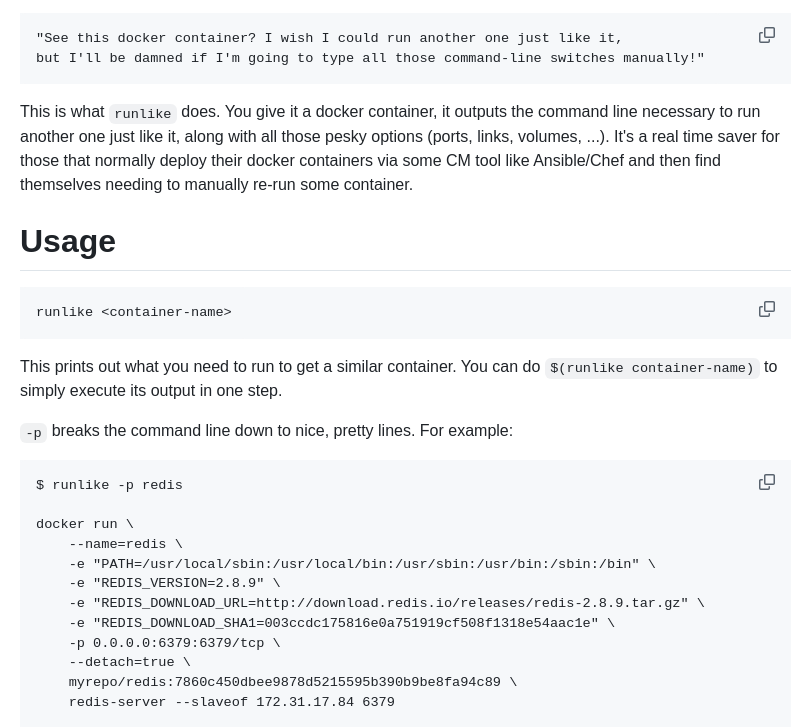 "See this docker container? I wish I could run another one just like it,
but I'll be damned if I'm going to type all those command-line switches manually!"
This is what runlike does. You give it a docker container, it outputs the command line necessary to run
another one just like it, along with all those pesky options (ports, links, volumes, ...). It's a real time saver for
those that normally deploy their docker containers via some CM tool like Ansible/Chef and then find
themselves needing to manually re-run some container.
Usage
runlike <container-name>
This prints out what you need to run to get a similar container. You can do $(runlike container-name) to
simply execute its output in one step.
-p breaks the command line down to nice, pretty lines. For example:
$ runlike -p redis
docker run \
    --name=redis \
    -e "PATH=/usr/local/sbin:/usr/local/bin:/usr/sbin:/usr/bin:/sbin:/bin" \
    -e "REDIS_VERSION=2.8.9" \
    -e "REDIS_DOWNLOAD_URL=http://download.redis.io/releases/redis-2.8.9.tar.gz" \
    -e "REDIS_DOWNLOAD_SHA1=003ccdc175816e0a751919cf508f1318e54aac1e" \
    -p 0.0.0.0:6379:6379/tcp \
    --detach=true \
    myrepo/redis:7860c450dbee9878d5215595b390b9be8fa94c89 \
    redis-server --slaveof 172.31.17.84 6379